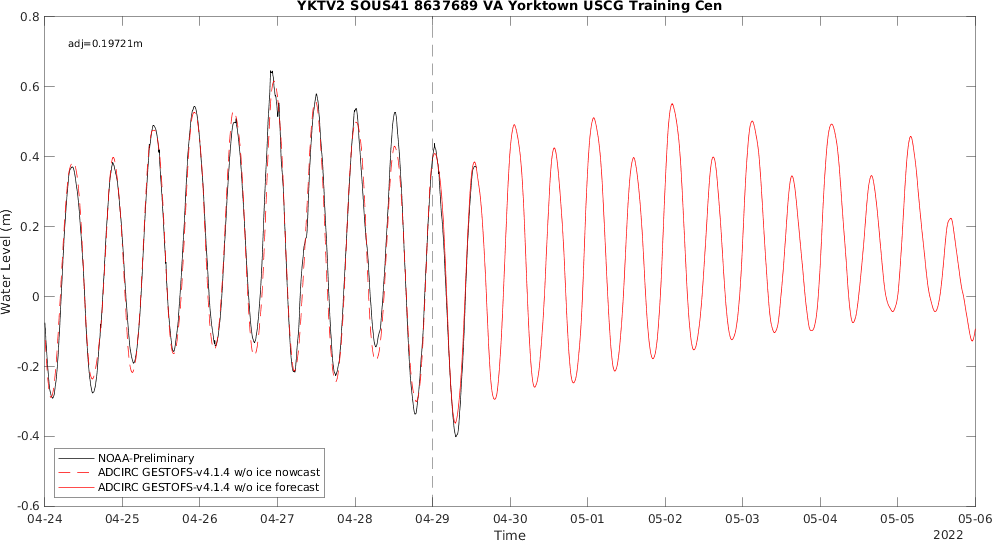 YKTV2 SOUS41 8637689 VA Yorktown USCG Training Cen
adj=0.19721m
0.8
0.6
0.4
0.2
0
-0.2
-0.4
-0.6
Water Level (m)
NOAA-Preliminary
ADCIRC GESTOFS-v4.1.4 w/o ice nowcast
ADCIRC GESTOFS-v4.1.4 w/o ice forecast
04-24 04-25 04-26 04-27 04-28 04-29 04-30 05-01 05-02 05-03 05-04 05-05 05-06
Time
2022